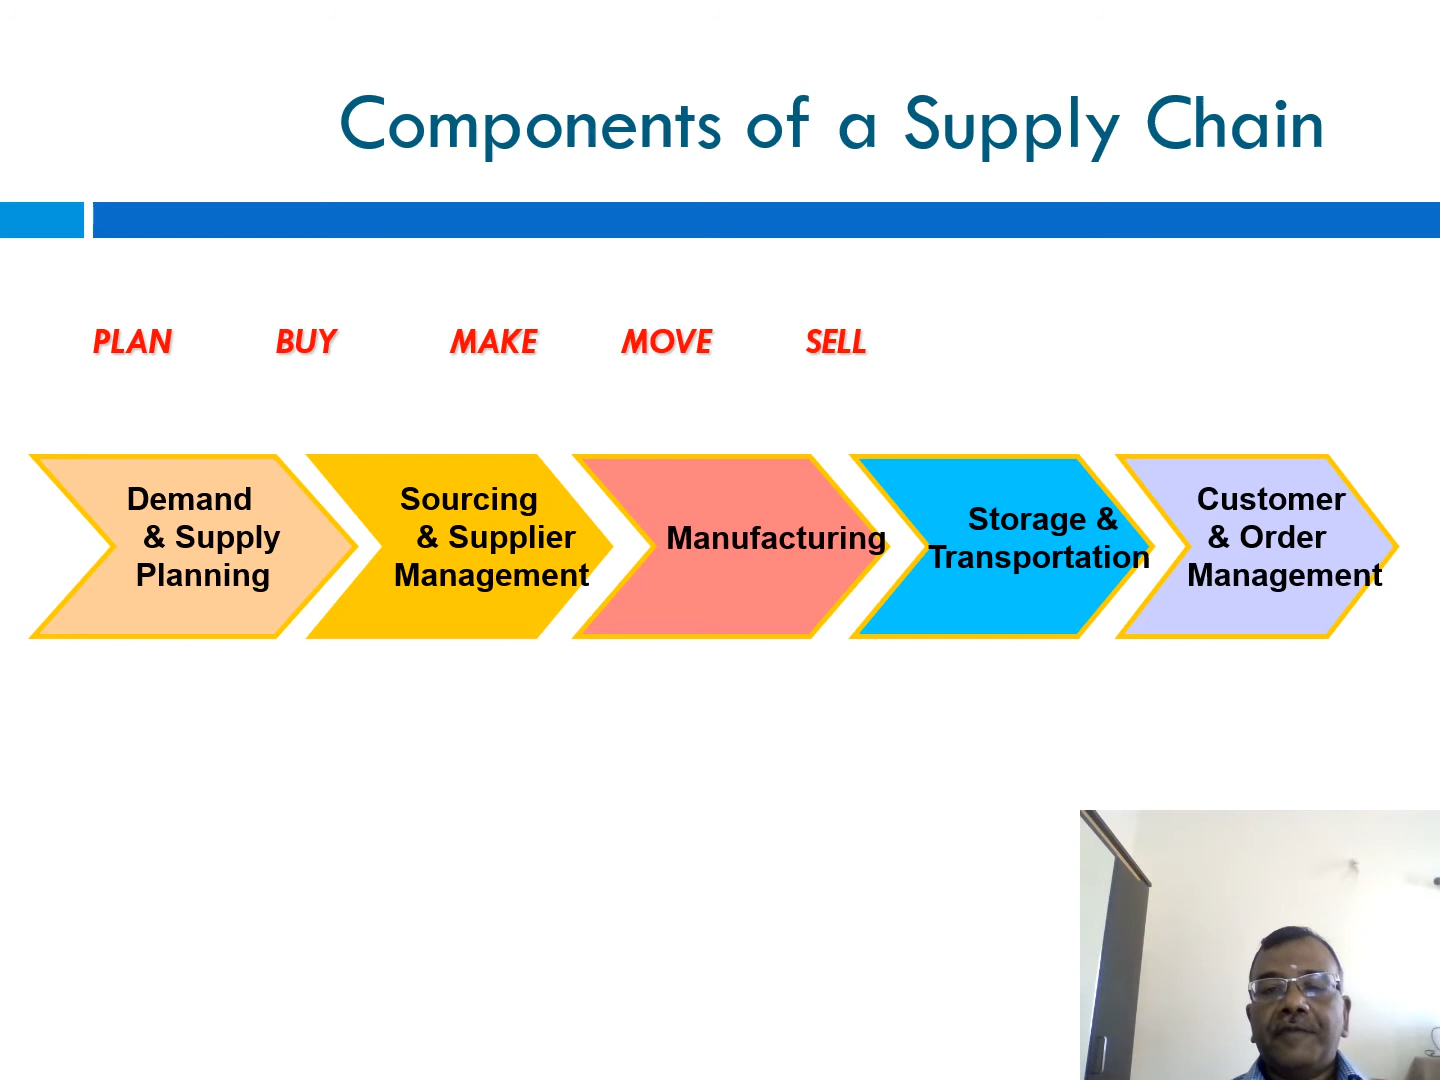 Components of a Supply Chain
PLAN BUY MAKE MOVE SELL
Demand
& Supply
Planning
Sourcing
& Supplier
Management
Manufacturing
Storage &
Transportation
Customer
& Order
Management